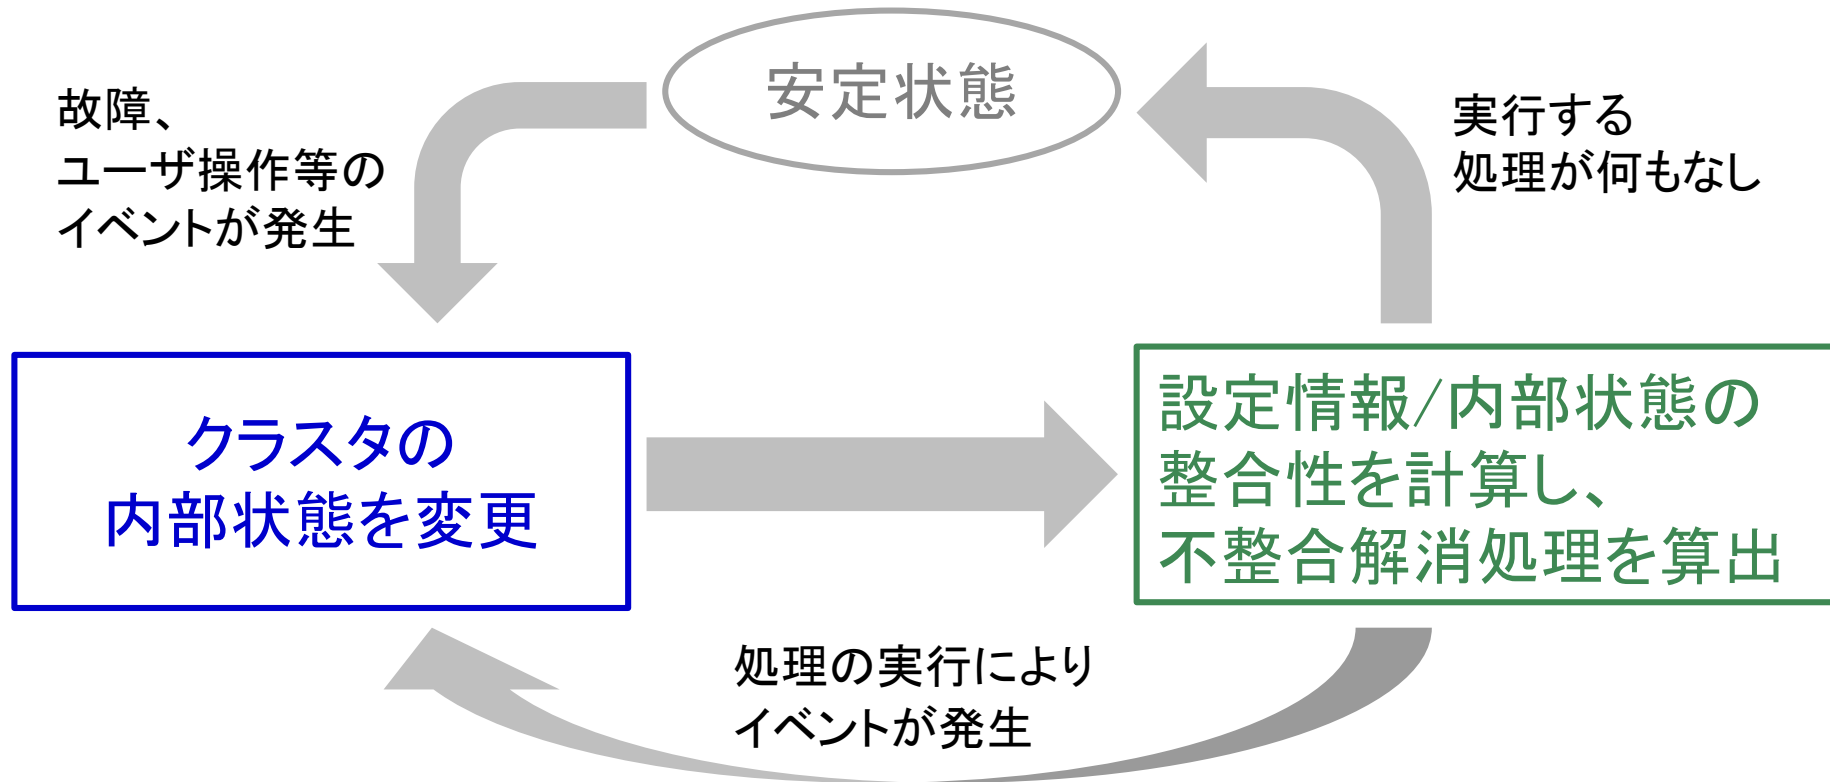 安定状態
故障、
ユーザ操作等の
イベントが発生
実行する
処理が何もなし
クラスタの
内部状態を変更
設定情報/内部状態の
整合性を計算し、
不整合解消処理を算出
処理の実行により
イベントが発生